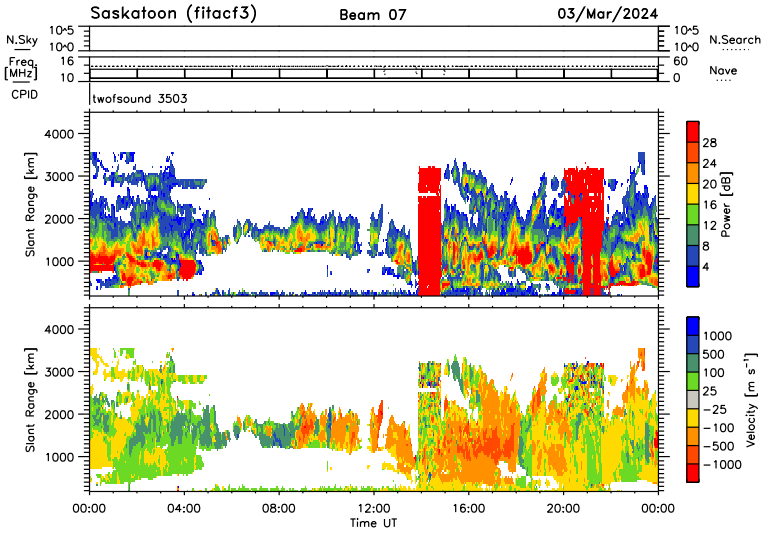 Saskatoon (fitacf3) Beam 07 03/Mar/2024
N.Sky 10^5 10^0 10^5 10^0 N.Search
Freq. [MHz] 16 10 60 0 Nave
CPID twofsound 3503
Slant Range [km] 4000 3000 2000 1000
28 24 20 16 12 8 4 Power [dB]
Slant Range [km] 4000 3000 2000 1000
1000 500 100 25 −25 −100 −500 −1000 Velocity [m s⁻¹]
00:00 04:00 08:00 12:00 16:00 20:00 00:00
Time UT